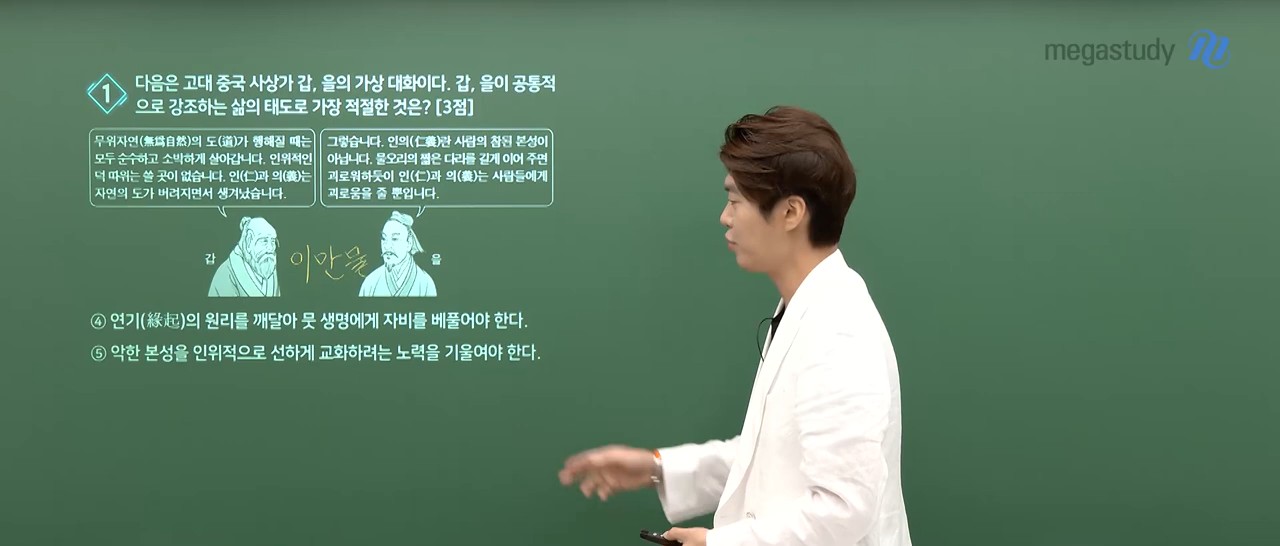 megastudy
1 다음은 고대 중국 사상가 갑, 을의 가상 대화이다. 갑, 을이 공통적
으로 강조하는 삶의 태도로 가장 적절한 것은? [3점]
무위자연(無爲自然)의 도(道)가 행해질 때는
모두 순수하고 소박하게 살아갑니다. 인위적인
덕 따위는 쓸 곳이 없습니다. 인(仁)과 의(義)는
자연의 도가 버려지면서 생겨났습니다.
그렇습니다. 인의(仁義)란 사람의 참된 본성이
아닙니다. 물오리의 짧은 다리를 길게 이어 주면
괴로워하듯이 인(仁)과 의(義)는 사람들에게
괴로움을 줄 뿐입니다.
갑
이만물
을
④ 연기(緣起)의 원리를 깨달아 뭇 생명에게 자비를 베풀어야 한다.
⑤ 악한 본성을 인위적으로 선하게 교화하려는 노력을 기울여야 한다.